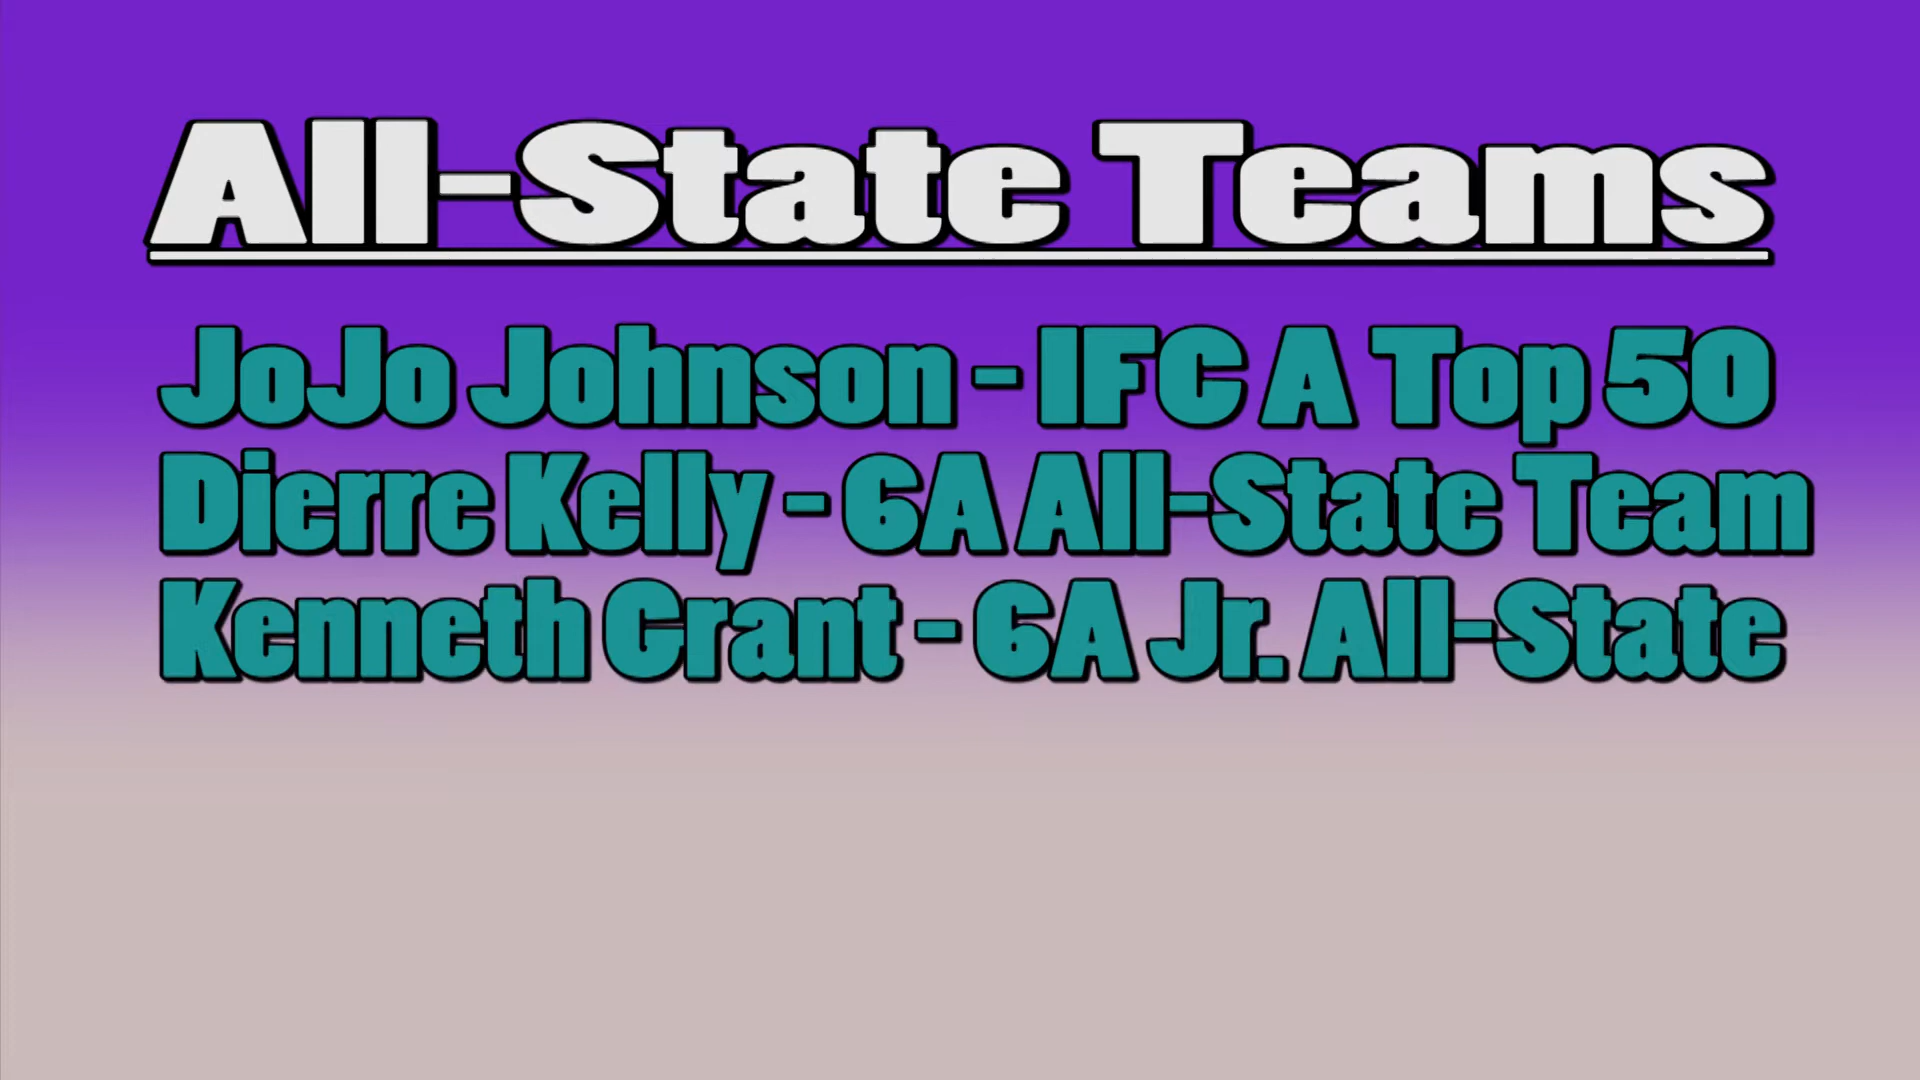 All-State Teams
JoJo Johnson - IFC A Top 50
Dierre Kelly - 6A All-State Team
Kenneth Grant - 6A Jr. All-State